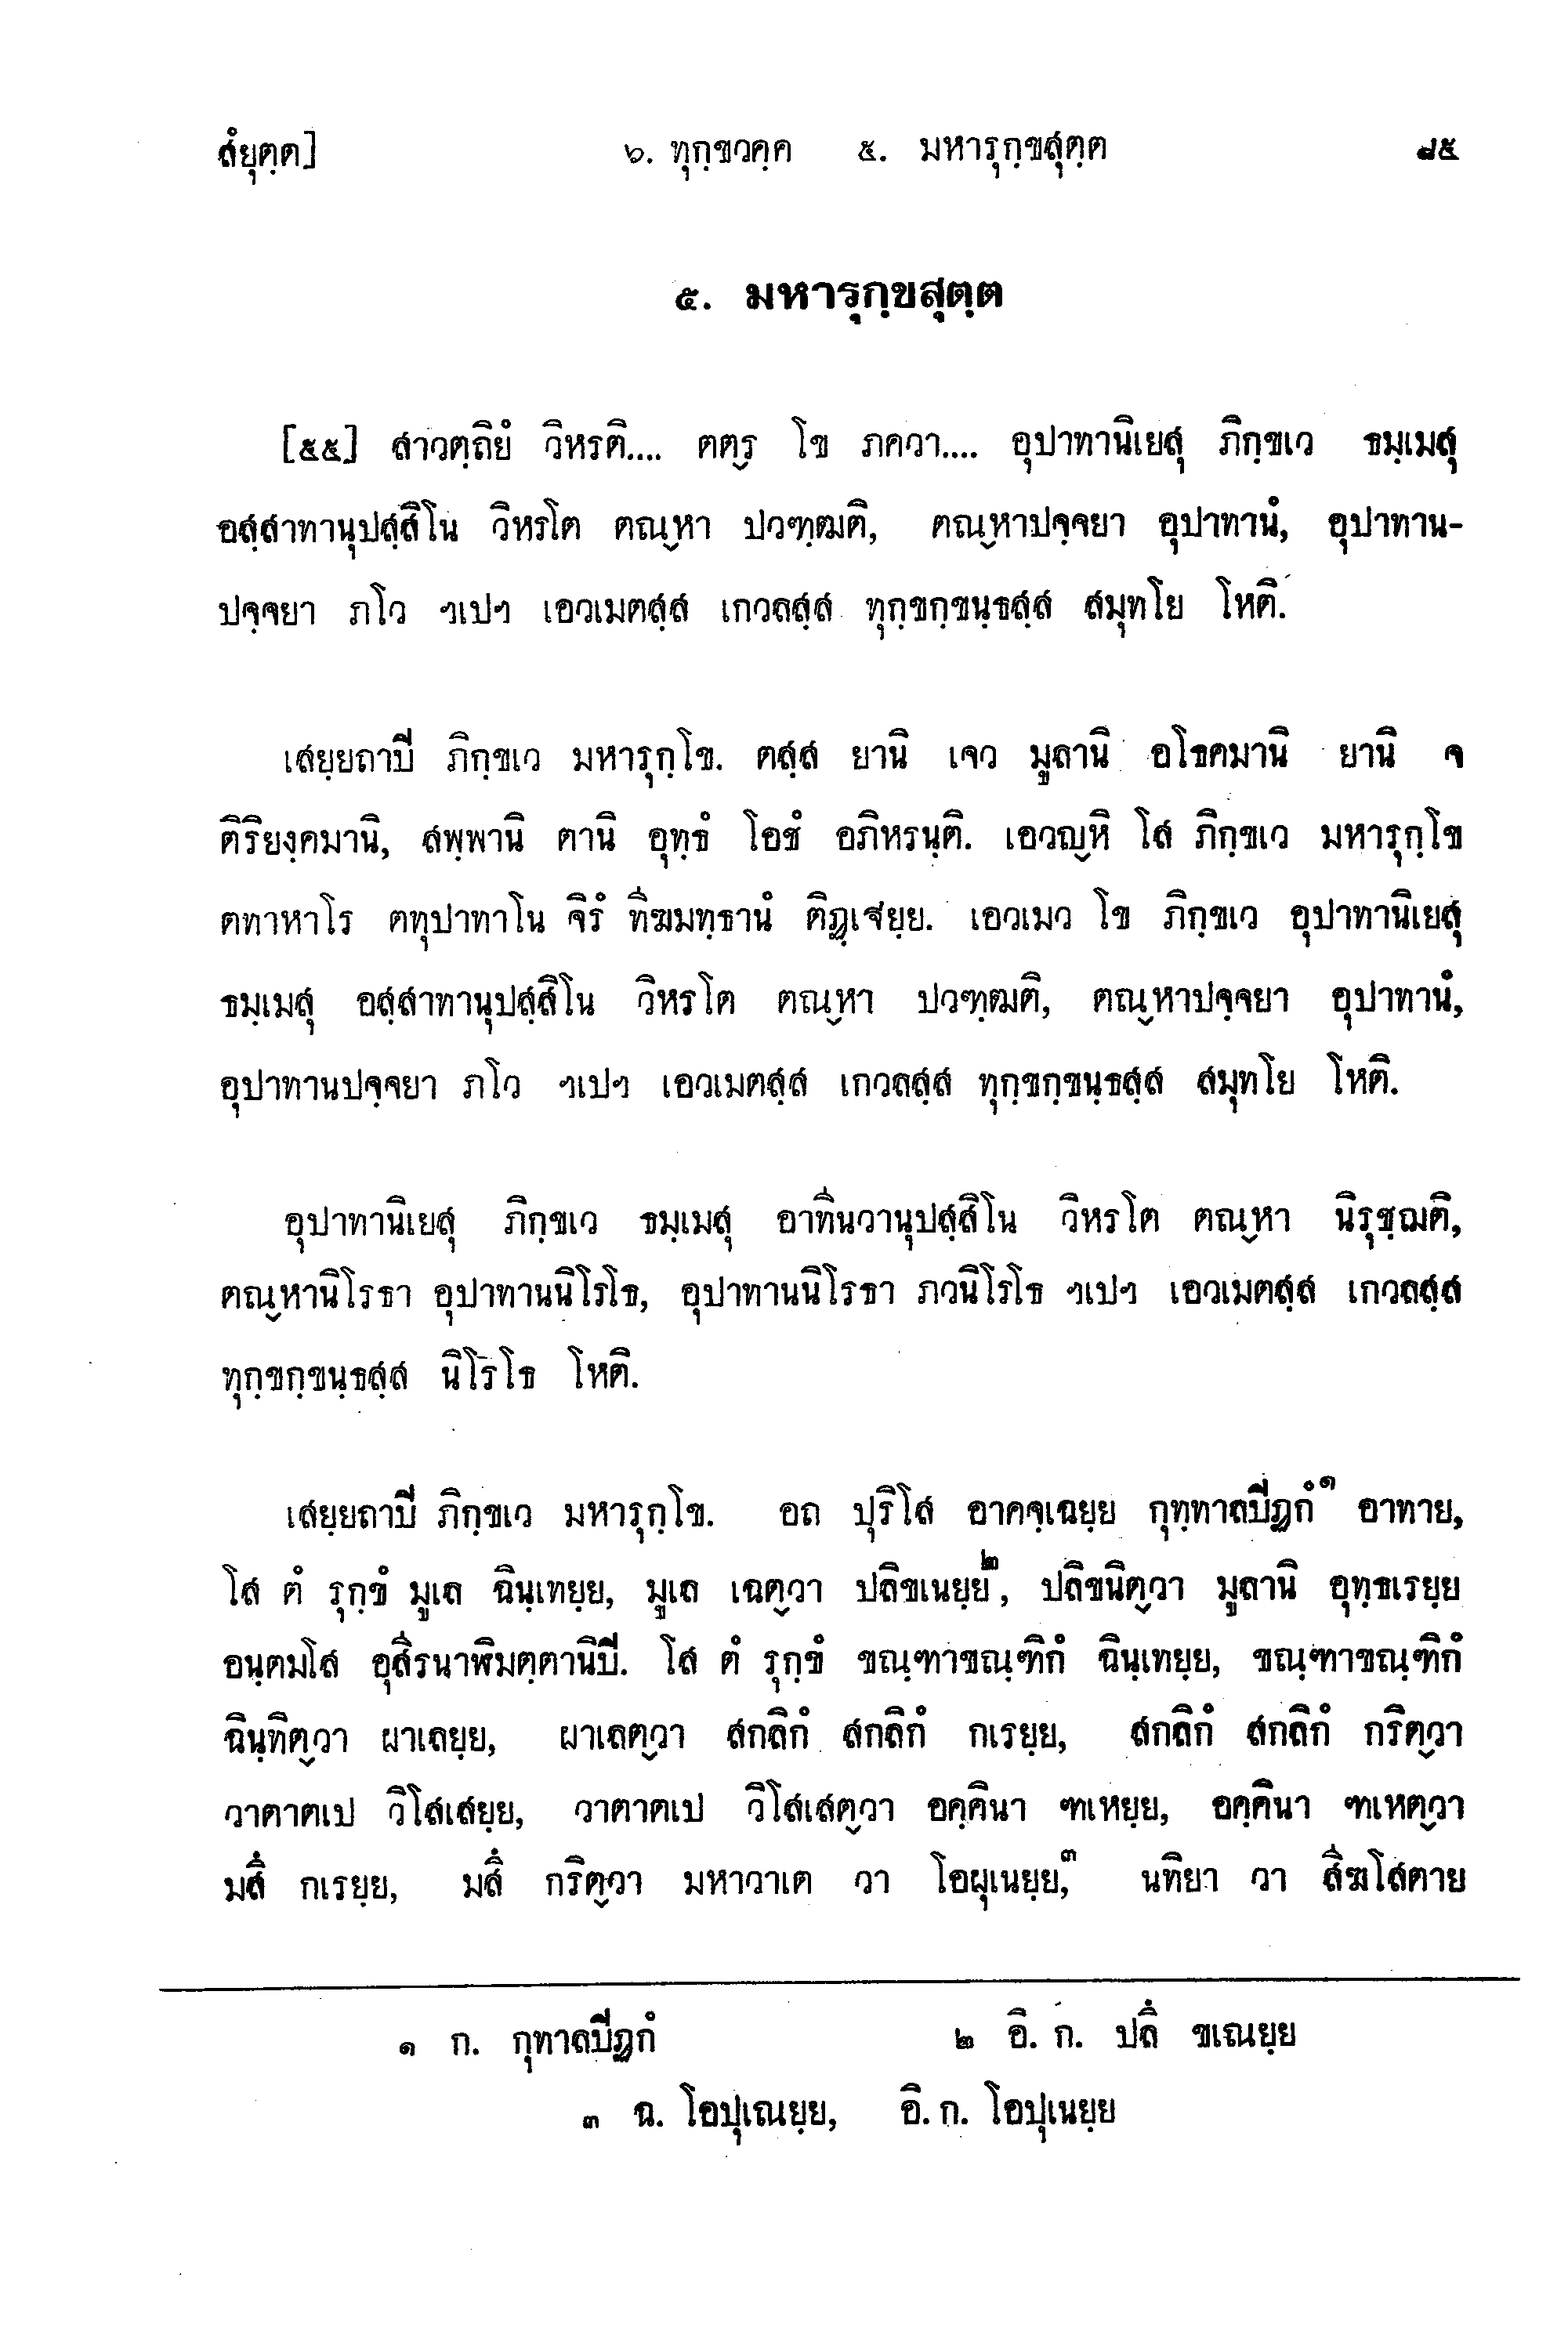 สํยุตฺต] ๖. ทุกฺขวคฺค ๕. มหารุกฺขสุตฺต ๘๕
๕. มหารุกฺขสุตฺต
[๕๕] สาวตฺถิยํ วิหรติ.... ตตฺร โข ภควา.... อุปาทานิเยสุ ภิกฺขเว ธมฺเมสุ
อสฺสาทานุปสฺสิโน วิหรโต ตณฺหา ปวฑฺฒติ, ตณฺหาปจฺจยา อุปาทานํ, อุปาทาน-
ปจฺจยา ภโว ฯเปฯ เอวเมตสฺส เกวลสฺส ทุกฺขกฺขนฺธสฺส สมุทโย โหติ.
เสยฺยถาปิ ภิกฺขเว มหารุกฺโข. ตสฺส ยานิ เจว มูลานิ อโธคมานิ ยานิ จ
ติริยงฺคมานิ, สพฺพานิ ตานิ อุทฺธํ โอชํ อภิหรนฺติ. เอวญฺหิ โส ภิกฺขเว มหารุกฺโข
ตทาหาโร ตทุปาทาโน จิรํ ทีฆมทฺธานํ ติฏฺเฐยฺย. เอวเมว โข ภิกฺขเว อุปาทานิเยสุ
ธมฺเมสุ อสฺสาทานุปสฺสิโน วิหรโต ตณฺหา ปวฑฺฒติ, ตณฺหาปจฺจยา อุปาทานํ,
อุปาทานปจฺจยา ภโว ฯเปฯ เอวเมตสฺส เกวลสฺส ทุกฺขกฺขนฺธสฺส สมุทโย โหติ.
อุปาทานิเยสุ ภิกฺขเว ธมฺเมสุ อาทีนวานุปสฺสิโน วิหรโต ตณฺหา นิรุชฺฌติ,
ตณฺหานิโรธา อุปาทานนิโรโธ, อุปาทานนิโรธา ภวนิโรโธ ฯเปฯ เอวเมตสฺส เกวลสฺส
ทุกฺขกฺขนฺธสฺส นิโรโธ โหติ.
เสยฺยถาปิ ภิกฺขเว มหารุกฺโข. อถ ปุริโส อาคจฺเฉยฺย กุทฺทาลปิฏกํ๑ อาทาย,
โส ตํ รุกฺขํ มูเล ฉินฺเทยฺย, มูเล เฉตฺวา ปลิขเนยฺย๒, ปลิขนิตฺวา มูลานิ อุทฺธเรยฺย
อนฺตมโส อุสีรนาฬิมตฺตานิปิ. โส ตํ รุกฺขํ ขณฺฑาขณฺฑิกํ ฉินฺเทยฺย, ขณฺฑาขณฺฑิกํ
ฉินฺทิตฺวา ผาเลยฺย, ผาเลตฺวา สกลิกํ สกลิกํ กเรยฺย, สกลิกํ สกลิกํ กริตฺวา
วาตาตเป วิโสเสยฺย, วาตาตเป วิโสเสตฺวา อคฺคินา ฑเหยฺย, อคฺคินา ฑเหตฺวา
มสึ กเรยฺย, มสึ กริตฺวา มหาวาเต วา โอผุเนยฺย,๓ นทิยา วา สีฆโสตาย
๑ ก. กุทาลปิฏกํ ๒ อิ. ก. ปลึ ขเณยฺย
๓ ฉ. โอปุเณยฺย, อิ. ก. โอปุเนยฺย